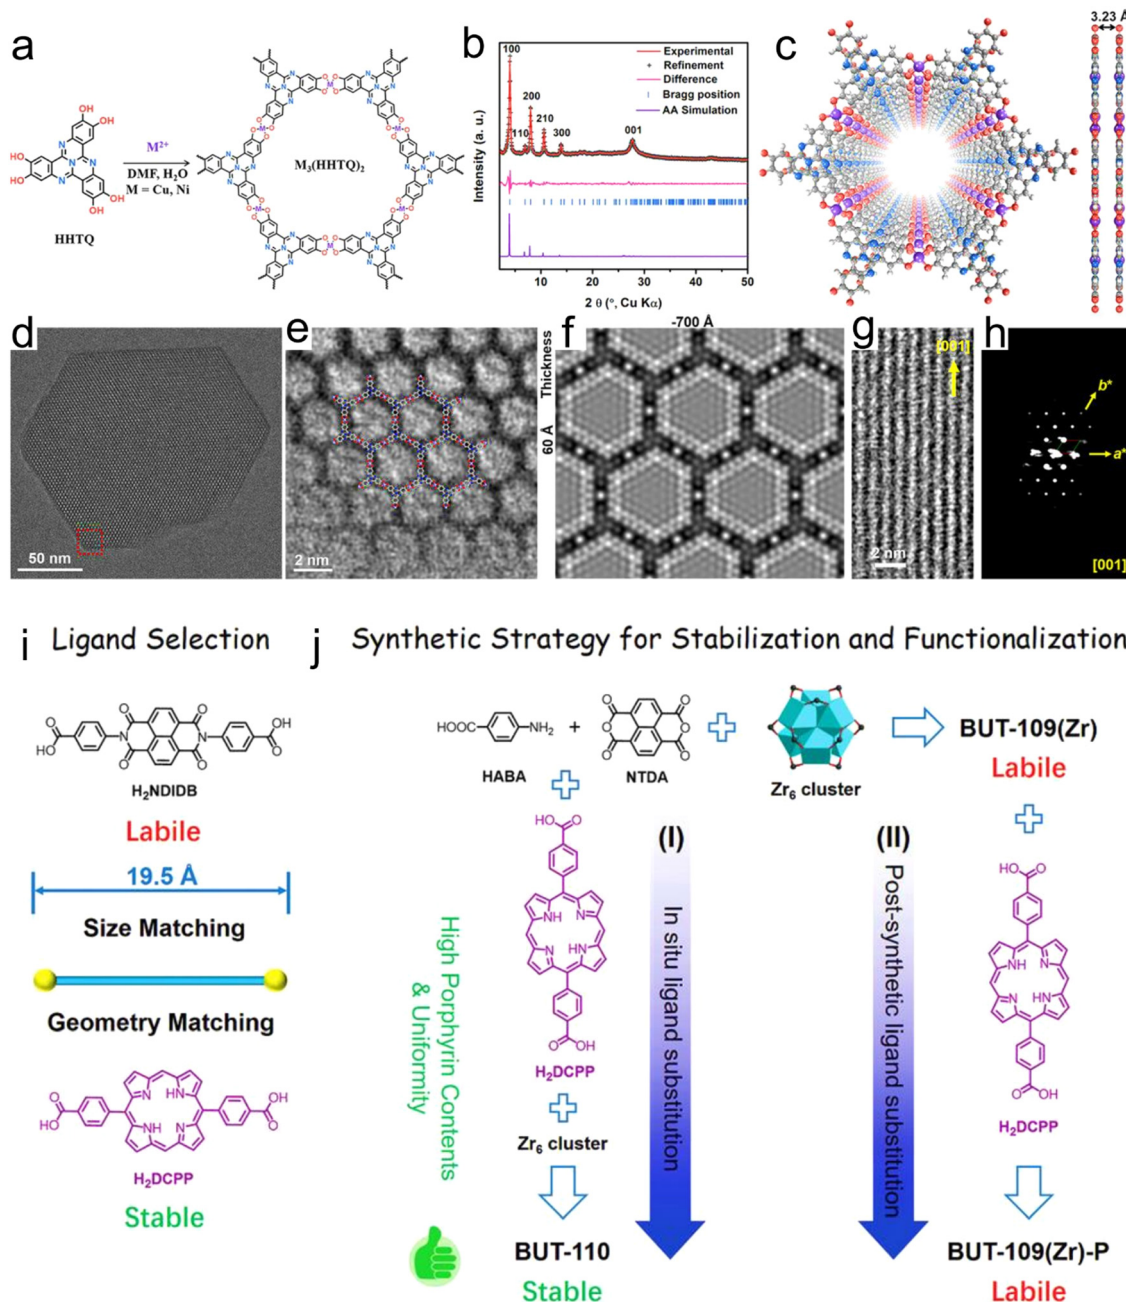 a
OH
OH
HO
HO
OH
OH
N
N
N
N
HHTQ
M²⁺
DMF, H₂O
M = Cu, Ni
M₃(HHTQ)₂
b
Intensity (a. u.)
100
110
200
210
300
001
Experimental
Refinement
Difference
Bragg position
AA Simulation
10
20
30
40
50
2 θ (°, Cu Kα)
c
3.23 Å
d
50 nm
e
2 nm
f
-700 Å
Thickness
60 Å
g
[001]
2 nm
h
b*
a*
[001]
i
Ligand Selection
H₂NDIDB
Labile
19.5 Å
Size Matching
Geometry Matching
H₂DCPP
Stable
j
Synthetic Strategy for Stabilization and Functionalization
HOOC
NH₂
+
HABA
NTDA
Zr₆ cluster
BUT-109(Zr)
Labile
High Porphyrin Contents
& Uniformity
H₂DCPP
Zr₆ cluster
BUT-110
Stable
(I)
In situ ligand substitution
(II)
Post-synthetic ligand substitution
H₂DCPP
BUT-109(Zr)-P
Labile